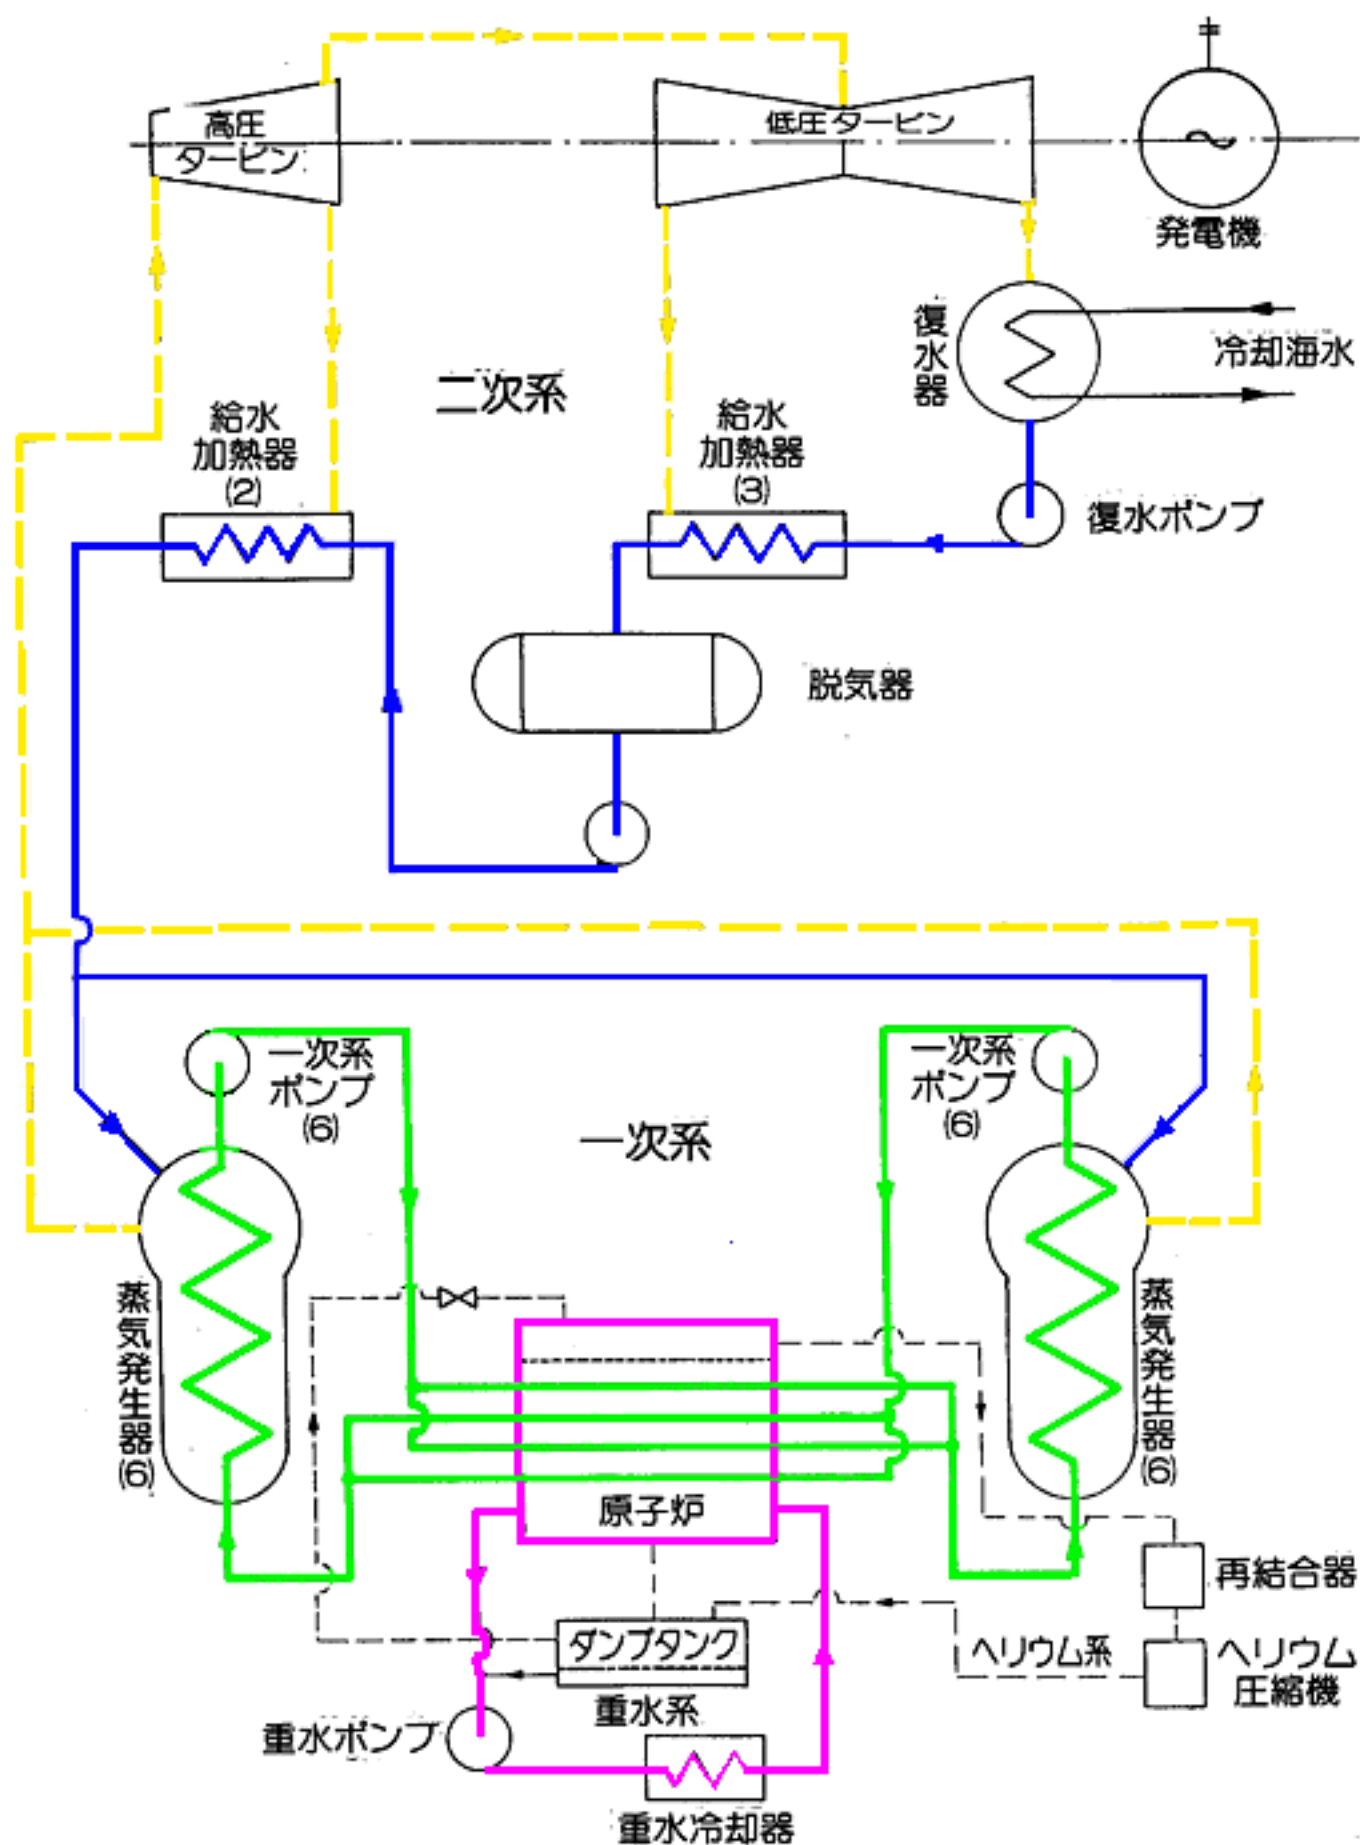 高圧
タービン
低圧タービン
発電機
復
水
器
冷却海水
二次系
給水
加熱器
(2)
給水
加熱器
(3)
復水ポンプ
脱気器
一次系
ポンプ
(6)
一次系
ポンプ
(6)
一次系
蒸
気
発
生
器
(6)
蒸
気
発
生
器
(6)
原子炉
再結合器
ダンプタンク
ヘリウム系
ヘリウム
圧縮機
重水系
重水ポンプ
重水冷却器